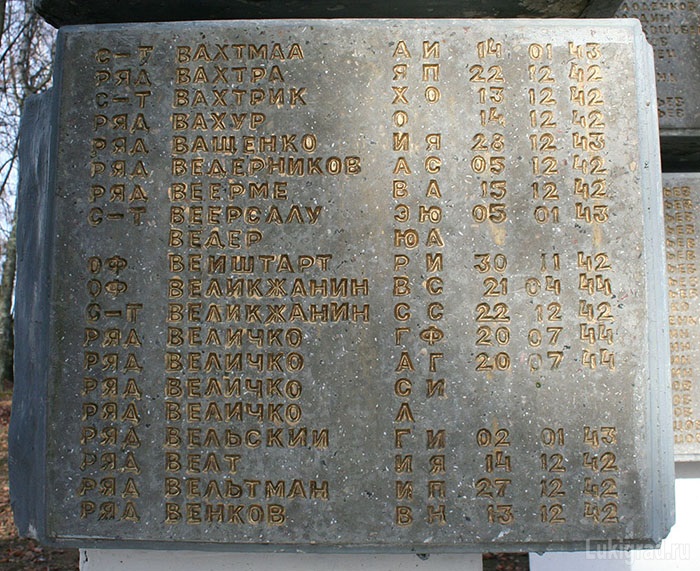 С-Т ВАХТМАА А И 14 01 43
РЯД ВАХТРА Я П 22 12 42
С-Т ВАХТРИК Х О 13 12 42
РЯД ВАХУР О 14 12 42
РЯД ВАЩЕНКО И Я 28 12 43
РЯД ВЕДЕРНИКОВ А С 05 12 42
РЯД ВЕЕРМЕ В А 15 12 42
С-Т ВЕЕРСАЛУ Э Ю 05 01 43
ВЕДЕР Ю А
ОФ ВЕИШТАРТ Р И 30 11 42
ОФ ВЕЛИКЖАНИН В С 21 04 44
С-Т ВЕЛИКЖАНИН С С 22 12 42
РЯД ВЕЛИЧКО Г Ф 20 07 44
РЯД ВЕЛИЧКО А Г 20 07 44
РЯД ВЕЛИЧКО С И
РЯД ВЕЛИЧКО Л
РЯД ВЕЛЬСКИИ Г И 02 01 43
РЯД ВЕЛТ И Я 14 12 42
РЯД ВЕЛЬТМАН И П 27 12 42
РЯД ВЕНКОВ В Н 13 12 42
Lukigrad.ru